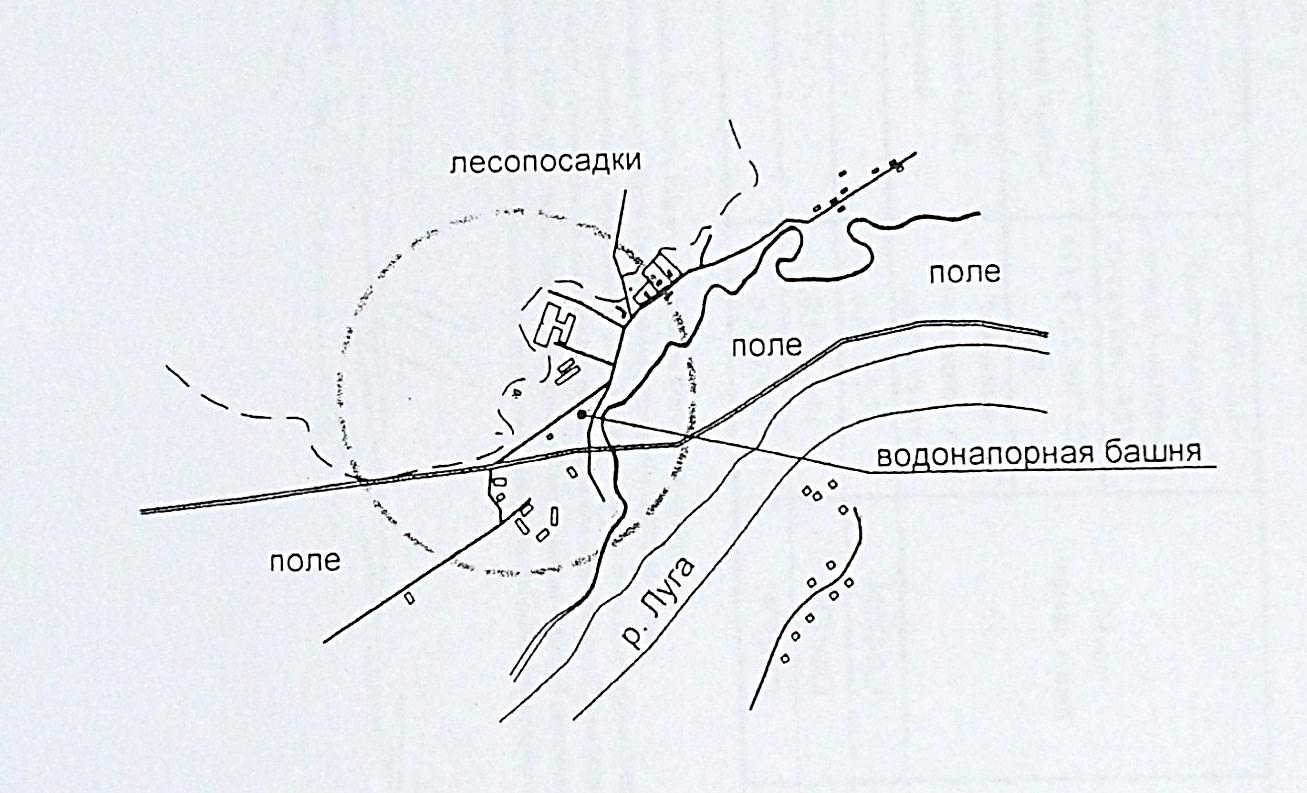 лесопосадки
поле
поле
водонапорная башня
поле
р. Луга